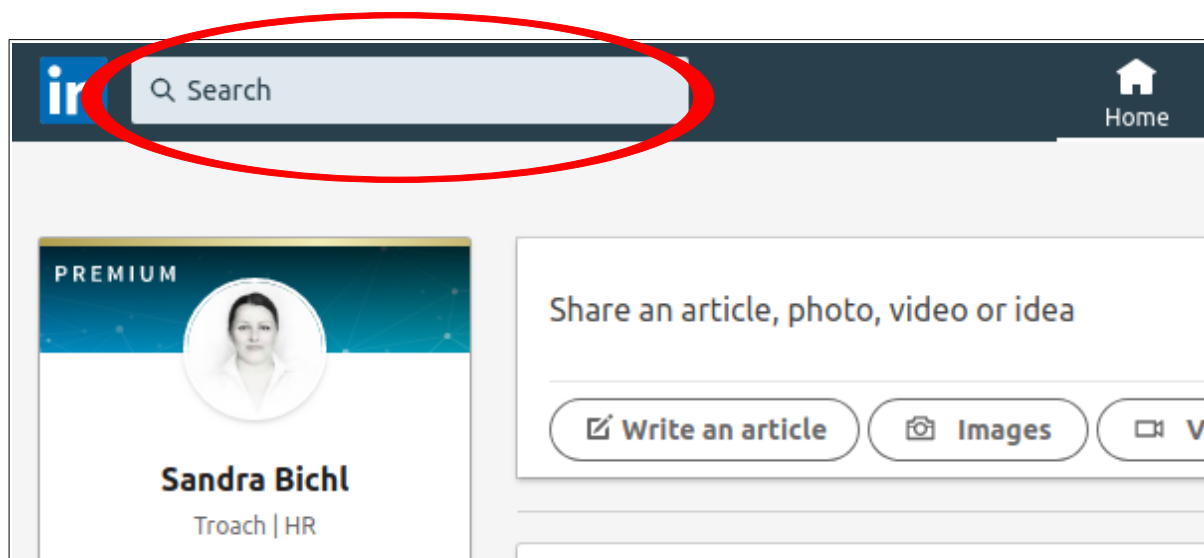 in
Search
Home
PREMIUM
Share an article, photo, video or idea
Write an article
Images
V
Sandra Bichl
Troach | HR